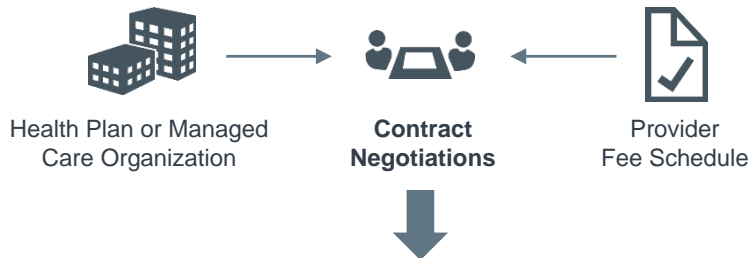 Health Plan or Managed
Care Organization
Contract
Negotiations
Provider
Fee Schedule